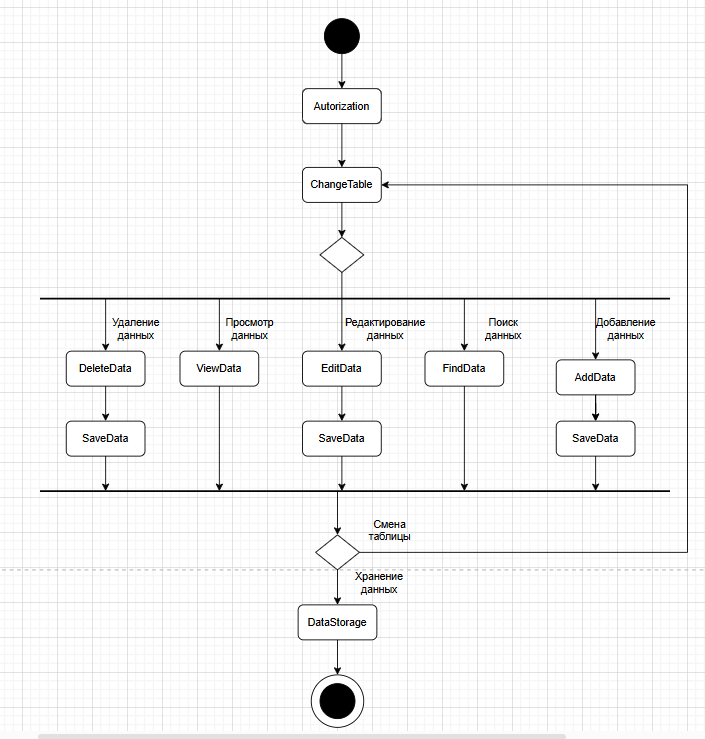 Autorization
ChangeTable
Удаление
данных
Просмотр
данных
Редактирование
данных
Поиск
данных
Добавление
данных
DeleteData
ViewData
EditData
FindData
AddData
SaveData
SaveData
SaveData
Смена
таблицы
Хранение
данных
DataStorage